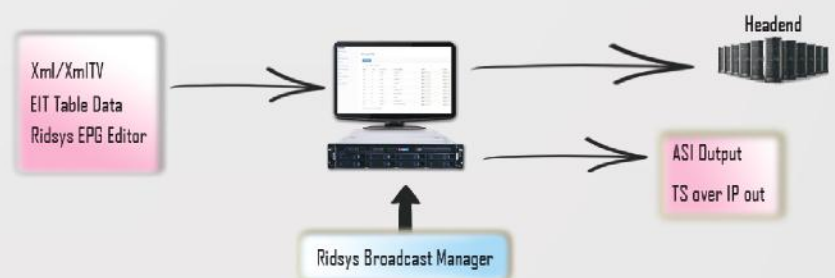 Xml/XmlTV
EIT Table Data
Ridsys EPG Editor
Headend
ASI Output
TS over IP out
Ridsys Broadcast Manager